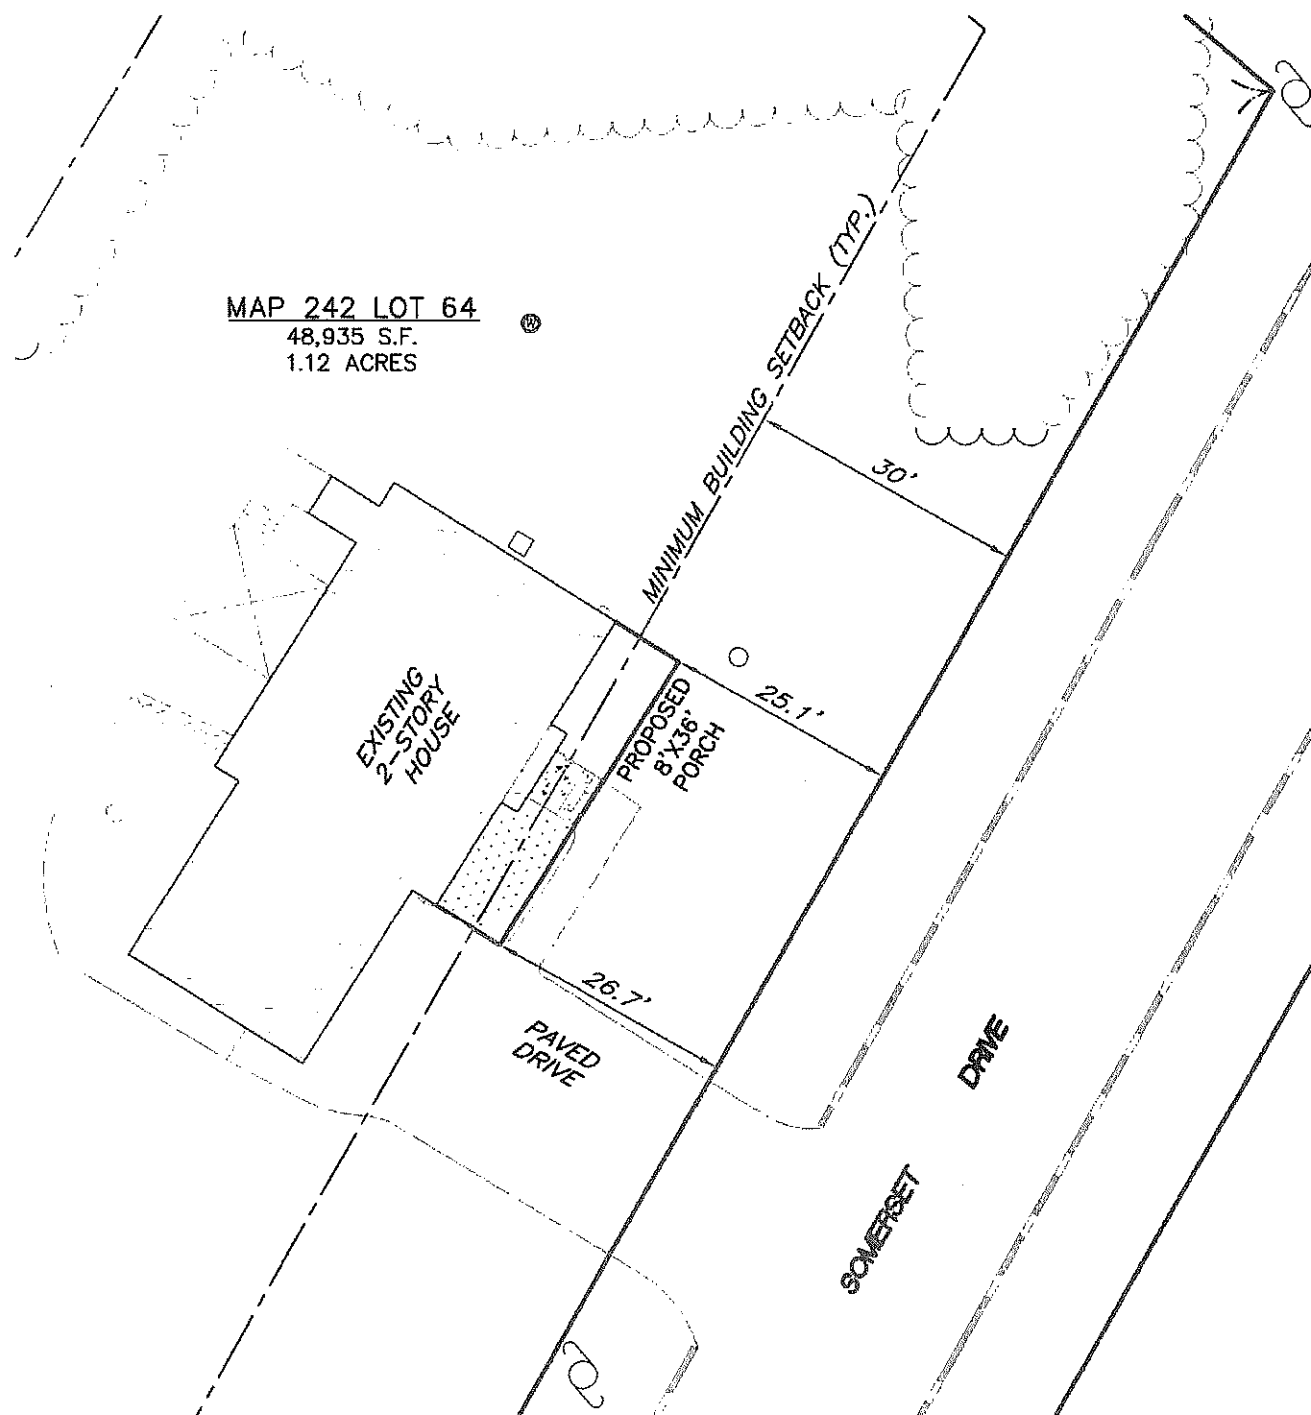 MAP 242 LOT 64
48,935 S.F.
1.12 ACRES
W
MINIMUM BUILDING SETBACK (TYP.)
30'
25.1'
PROPOSED
8'X36'
PORCH
EXISTING
2-STORY
HOUSE
26.7'
PAVED
DRIVE
SOMERSET DRIVE